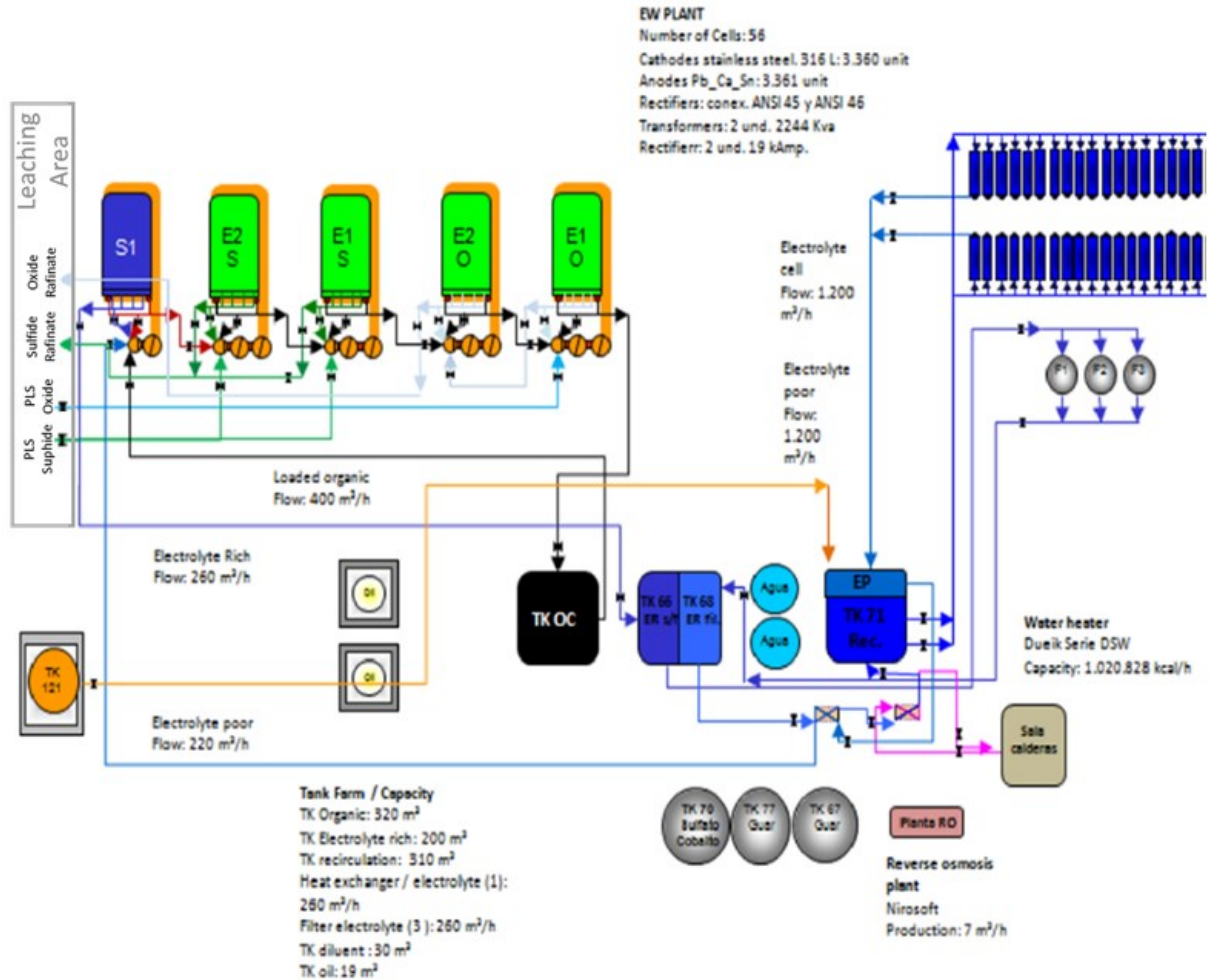 EW PLANT
Number of Cells: 56
Cathodes stainless steel. 316 L: 3.360 unit
Anodes Pb_Ca_Sn: 3.361 unit
Rectifiers: conex. ANSI 45 y ANSI 46
Transformers: 2 und. 2244 Kva
Rectifierr: 2 und. 19 kAmp.
Leaching
Area
S1
E2
S
E1
S
E2
O
E1
O
Oxide
Rafinate
Sulfide
Rafinate
PLS
Oxide
PLS
Suphide
Electrolyte
cell
Flow: 1.200
m³/h
Electrolyte
poor
Flow:
1.200
m³/h
F1
F2
F3
Loaded organic
Flow: 400 m³/h
Electrolyte Rich
Flow: 260 m³/h
TK OC
TK 66
ER s/f
TK 68
ER fil.
Agua
Agua
EP
TK 71
Rec.
Water heater
Dueik Serie DSW
Capacity: 1.020.828 kcal/h
TK
121
Electrolyte poor
Flow: 220 m³/h
Sala
calderas
Tank Farm / Capacity
TK Organic: 320 m³
TK Electrolyte rich: 200 m³
TK recirculation: 310 m³
Heat exchanger / electrolyte (1):
260 m³/h
Filter electrolyte (3 ): 260 m³/h
TK diluent : 30 m³
TK oil: 19 m³
TK 70
Sulfato
Cobalto
TK 77
Guar
TK 67
Guar
Planta RO
Reverse osmosis
plant
Nirosoft
Production: 7 m³/h